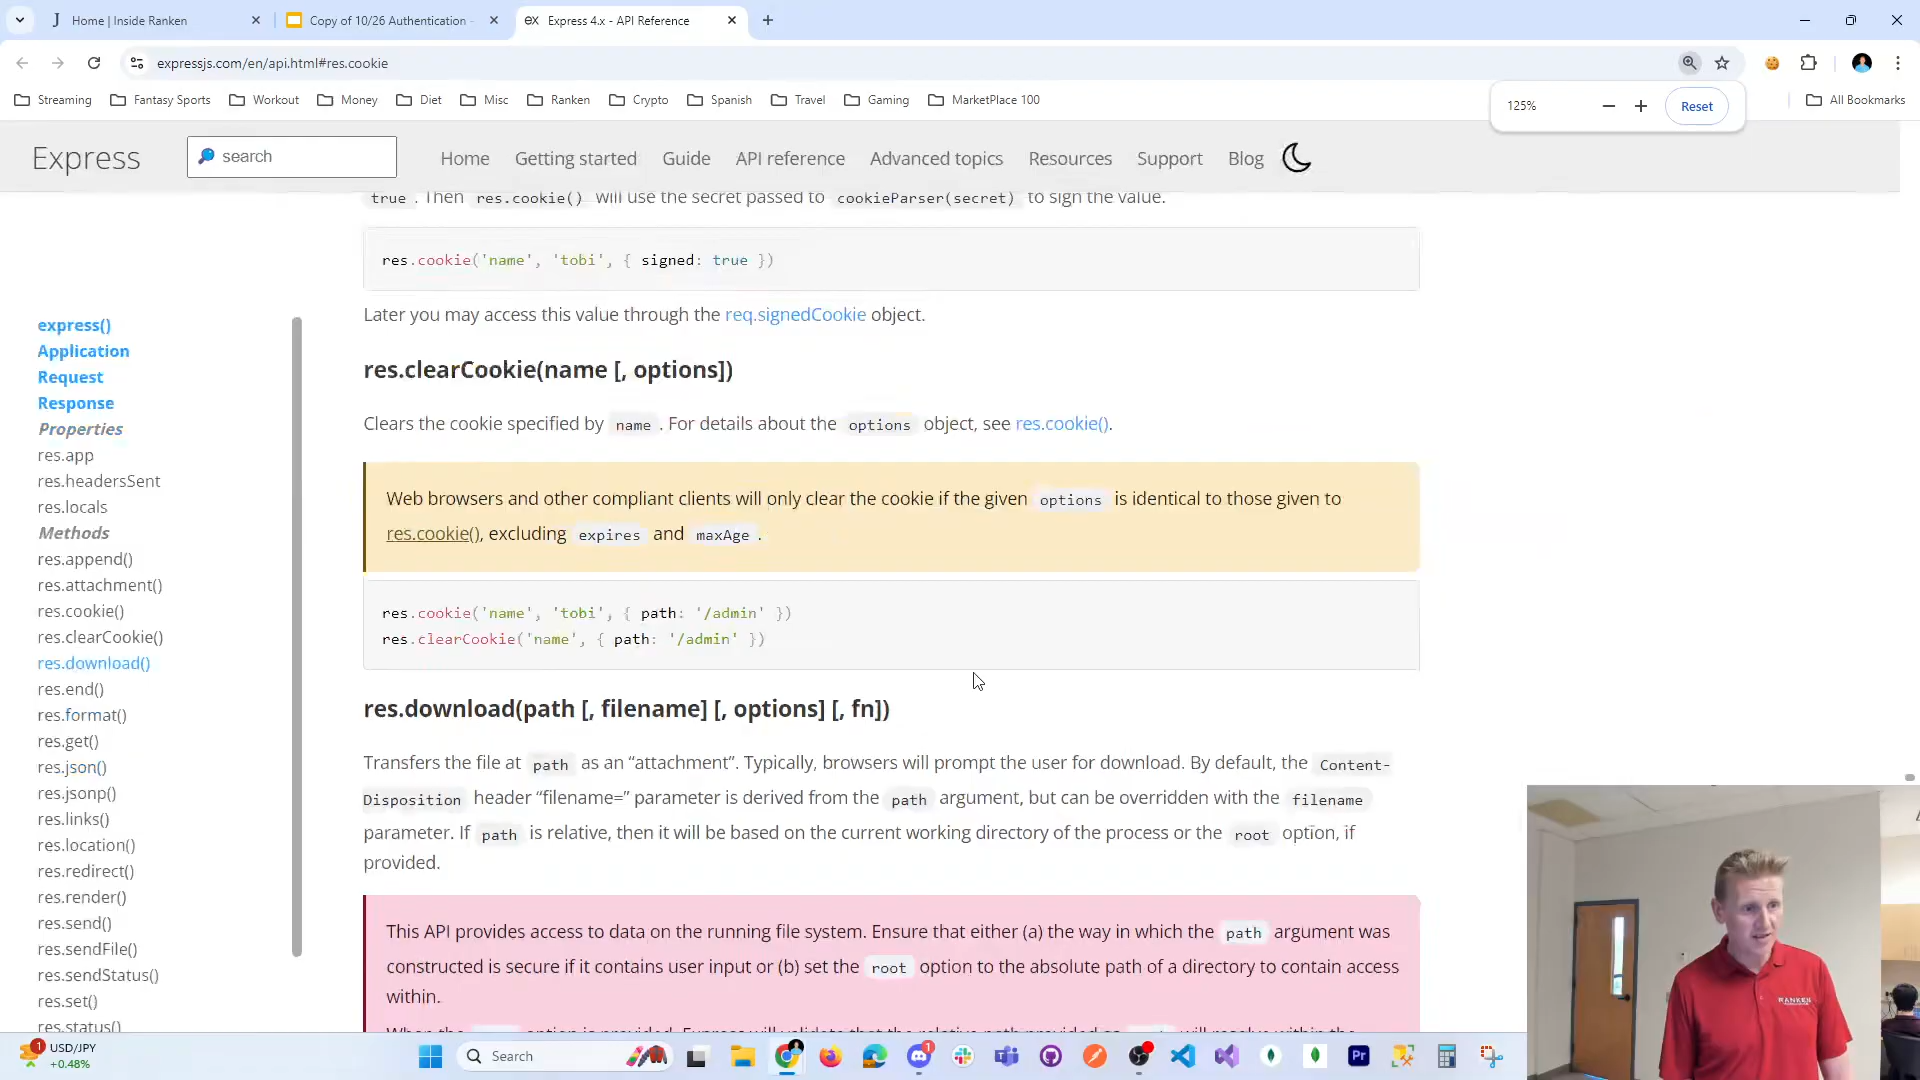 Home | Inside Ranken
Copy of 10/26 Authentication
Express 4.x - API Reference
expressjs.com/en/api.html#res.cookie
Streaming
Fantasy Sports
Workout
Money
Diet
Misc
Ranken
Crypto
Spanish
Travel
Gaming
MarketPlace 100
All Bookmarks
125%
Reset
Express
search
Home
Getting started
Guide
API reference
Advanced topics
Resources
Support
Blog
express()
Application
Request
Response
Properties
res.app
res.headersSent
res.locals
Methods
res.append()
res.attachment()
res.cookie()
res.clearCookie()
res.download()
res.end()
res.format()
res.get()
res.json()
res.jsonp()
res.links()
res.location()
res.redirect()
res.render()
res.send()
res.sendFile()
res.sendStatus()
res.set()
res.status()
true . Then res.cookie() will use the secret passed to cookieParser(secret) to sign the value.
res.cookie('name', 'tobi', { signed: true })
Later you may access this value through the req.signedCookie object.
res.clearCookie(name [, options])
Clears the cookie specified by name . For details about the options object, see res.cookie().
Web browsers and other compliant clients will only clear the cookie if the given options is identical to those given to
res.cookie(), excluding expires and maxAge .
res.cookie('name', 'tobi', { path: '/admin' })
res.clearCookie('name', { path: '/admin' })
res.download(path [, filename] [, options] [, fn])
Transfers the file at path as an “attachment”. Typically, browsers will prompt the user for download. By default, the Content-
Disposition header “filename=” parameter is derived from the path argument, but can be overridden with the filename
parameter. If path is relative, then it will be based on the current working directory of the process or the root option, if
provided.
This API provides access to data on the running file system. Ensure that either (a) the way in which the path argument was
constructed is secure if it contains user input or (b) set the root option to the absolute path of a directory to contain access
within.
RANKEN
1
USD/JPY
+0.48%
Search
1
Pr